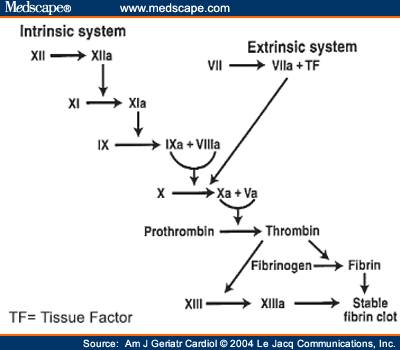 Medscape® www.medscape.com
Intrinsic system
Extrinsic system
XII XIIa
VII VIIa + TF
XI XIa
IX IXa + VIIIa
X Xa + Va
Prothrombin Thrombin
Fibrinogen Fibrin
XIII XIIIa Stable
fibrin clot
TF= Tissue Factor
Source: Am J Geriatr Cardiol © 2004 Le Jacq Communications, Inc.